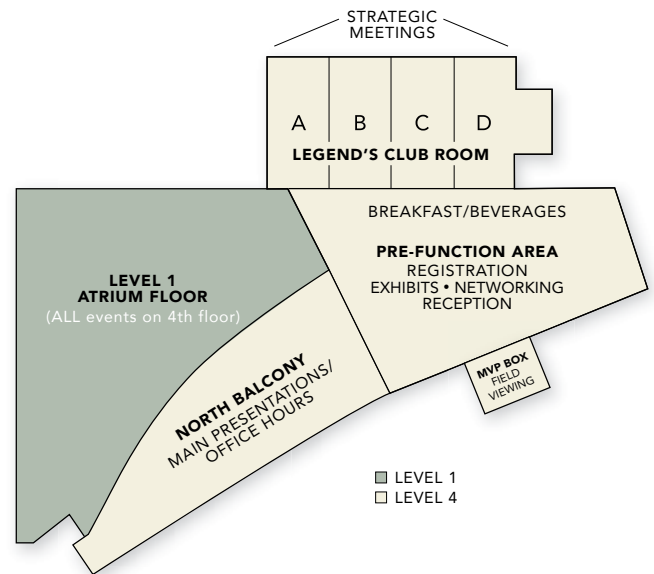 STRATEGIC
MEETINGS
A B C D
LEGEND'S CLUB ROOM
BREAKFAST/BEVERAGES
PRE-FUNCTION AREA
REGISTRATION
EXHIBITS • NETWORKING
RECEPTION
LEVEL 1
ATRIUM FLOOR
(ALL events on 4th floor)
NORTH BALCONY
MAIN PRESENTATIONS/
OFFICE HOURS
MVP BOX
FIELD
VIEWING
LEVEL 1
LEVEL 4